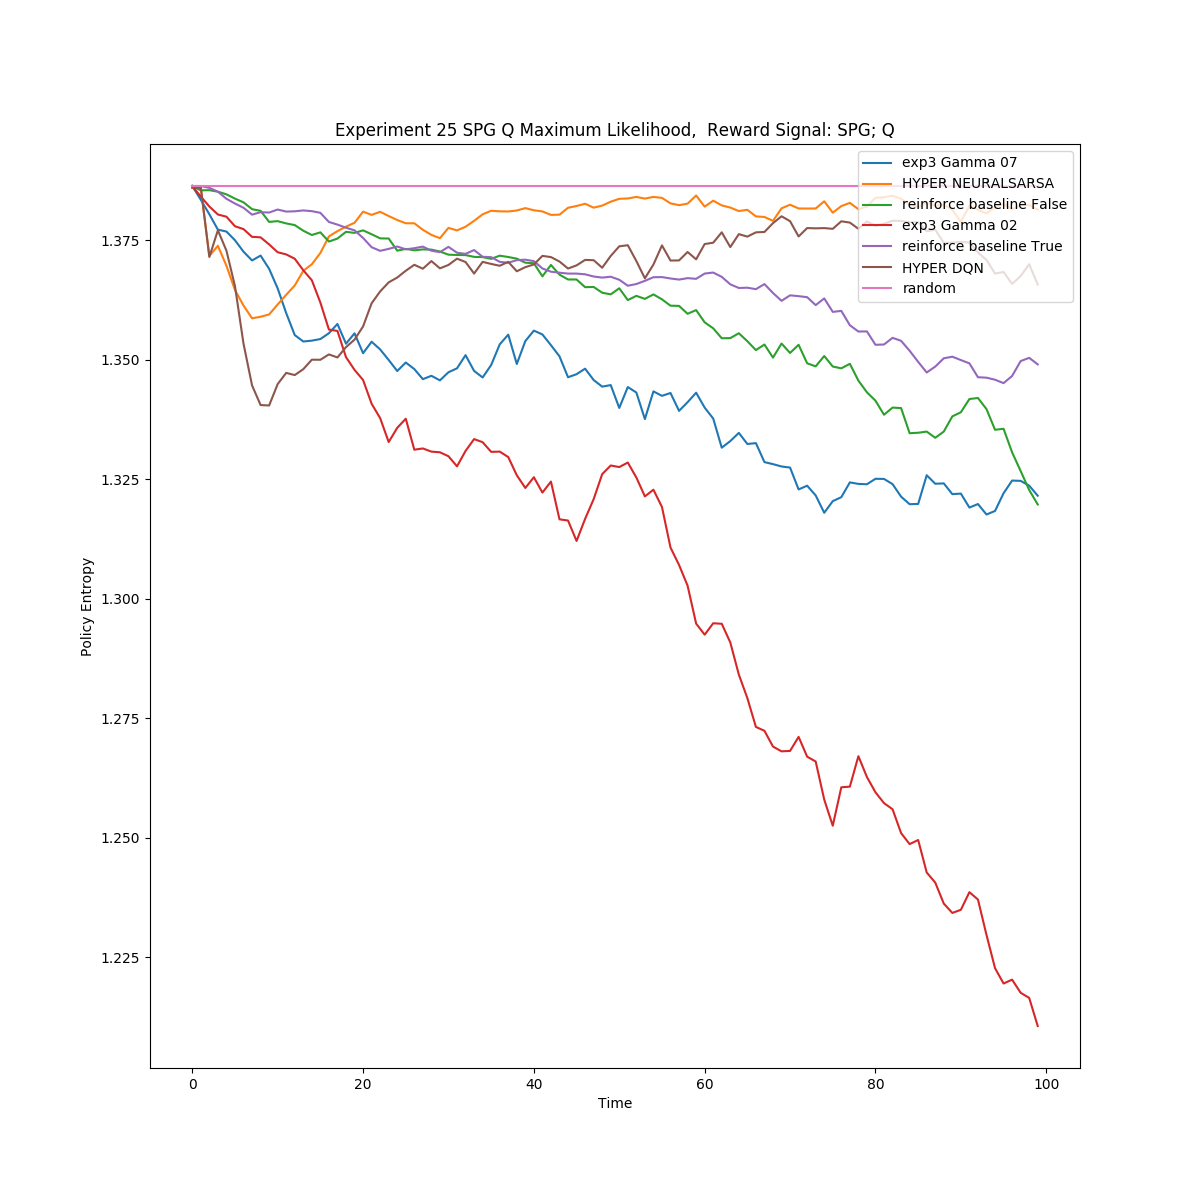 Experiment 25 SPG Q Maximum Likelihood,  Reward Signal: SPG; Q
exp3 Gamma 07
HYPER NEURALSARSA
reinforce baseline False
exp3 Gamma 02
reinforce baseline True
HYPER DQN
random
1.375
1.350
1.325
1.300
1.275
1.250
1.225
Policy Entropy
0 20 40 60 80 100
Time